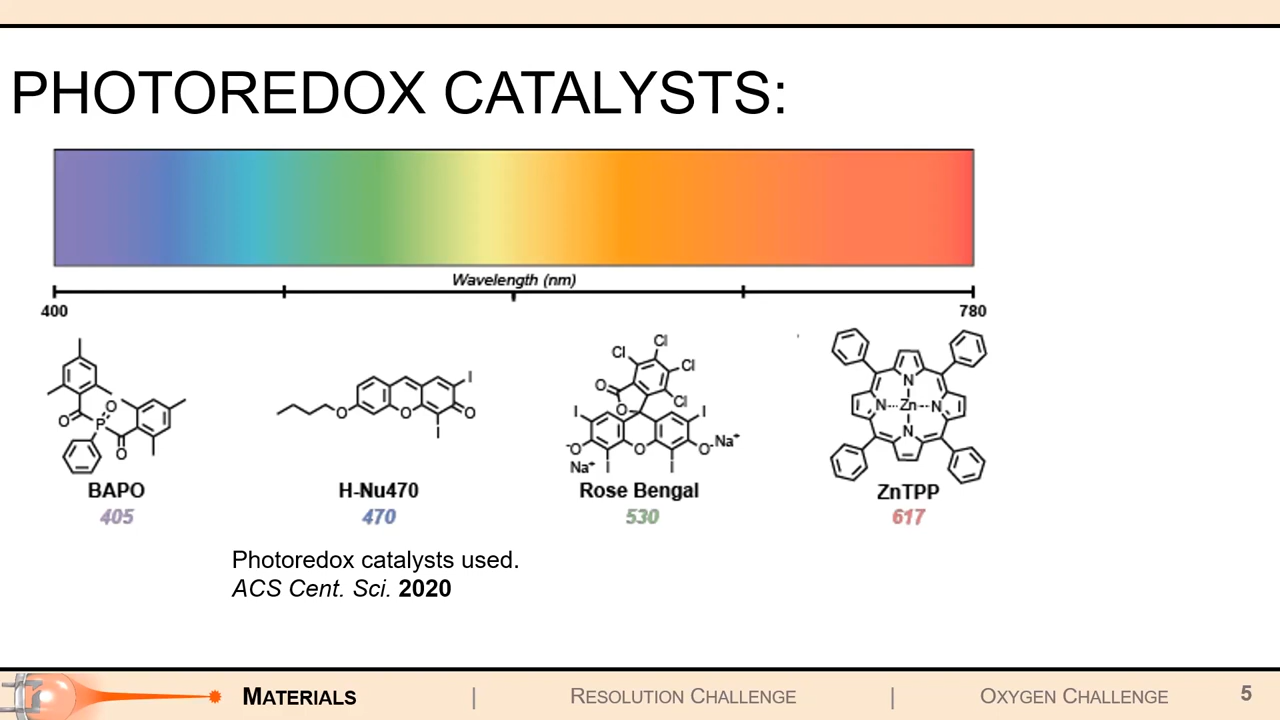 PHOTOREDOX CATALYSTS:
Wavelength (nm)
400 780
Cl
Cl Cl
O Cl
O
I I
O P O
O
O O O
I
I I
⁻O O O⁻ Na⁺
Na⁺ I I
N
N Zn N
N
BAPO H-Nu470 Rose Bengal ZnTPP
405 470 530 617
Photoredox catalysts used.
ACS Cent. Sci. 2020
MATERIALS | RESOLUTION CHALLENGE | OXYGEN CHALLENGE 5